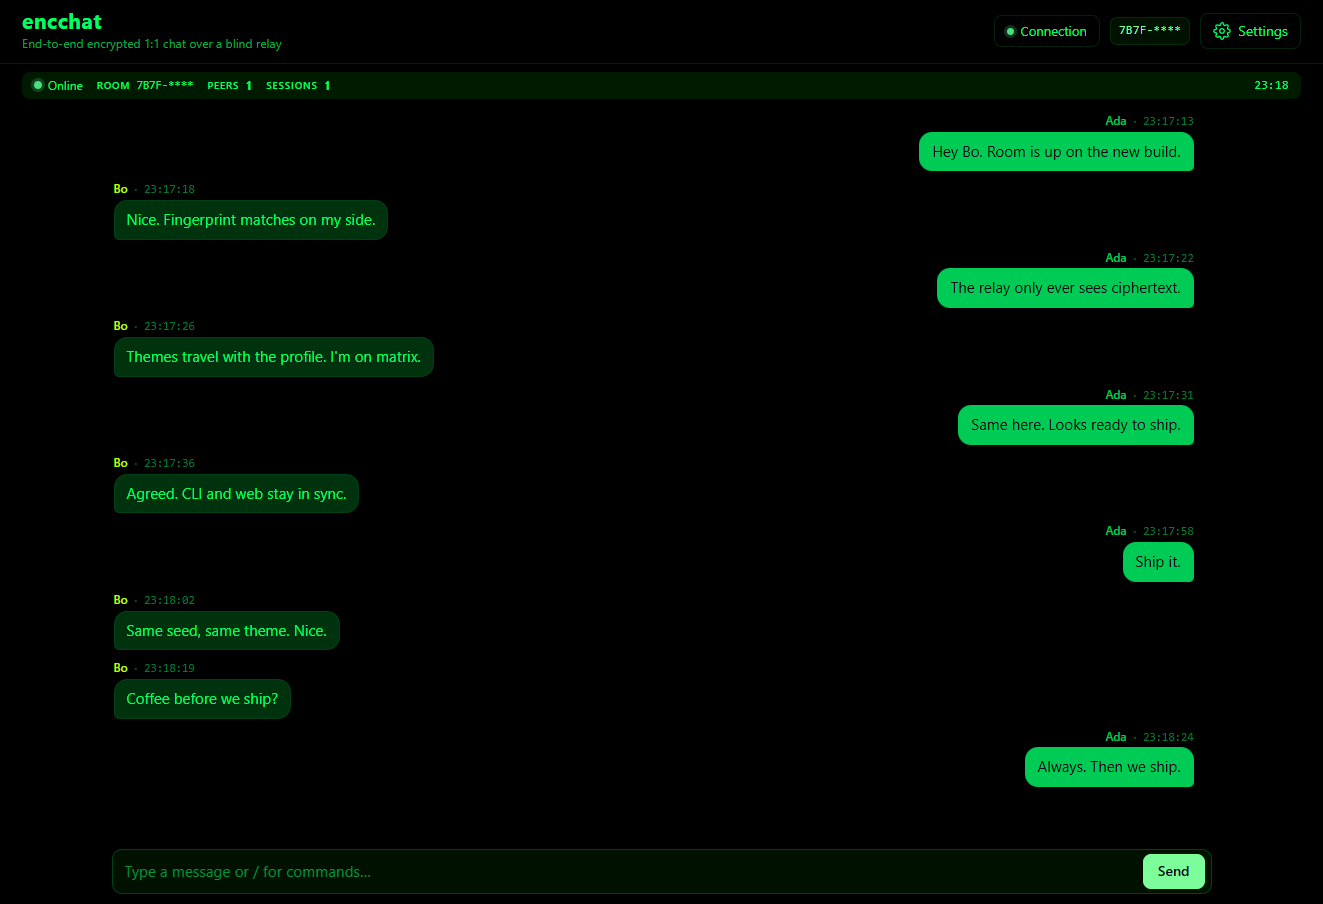 encchat
End-to-end encrypted 1:1 chat over a blind relay
Connection
7B7F-****
Settings
Online ROOM 7B7F-**** PEERS 1 SESSIONS 1 23:18
Ada · 23:17:13
Hey Bo. Room is up on the new build.
Bo · 23:17:18
Nice. Fingerprint matches on my side.
Ada · 23:17:22
The relay only ever sees ciphertext.
Bo · 23:17:26
Themes travel with the profile. I'm on matrix.
Ada · 23:17:31
Same here. Looks ready to ship.
Bo · 23:17:36
Agreed. CLI and web stay in sync.
Ada · 23:17:58
Ship it.
Bo · 23:18:02
Same seed, same theme. Nice.
Bo · 23:18:19
Coffee before we ship?
Ada · 23:18:24
Always. Then we ship.
Type a message or / for commands...
Send